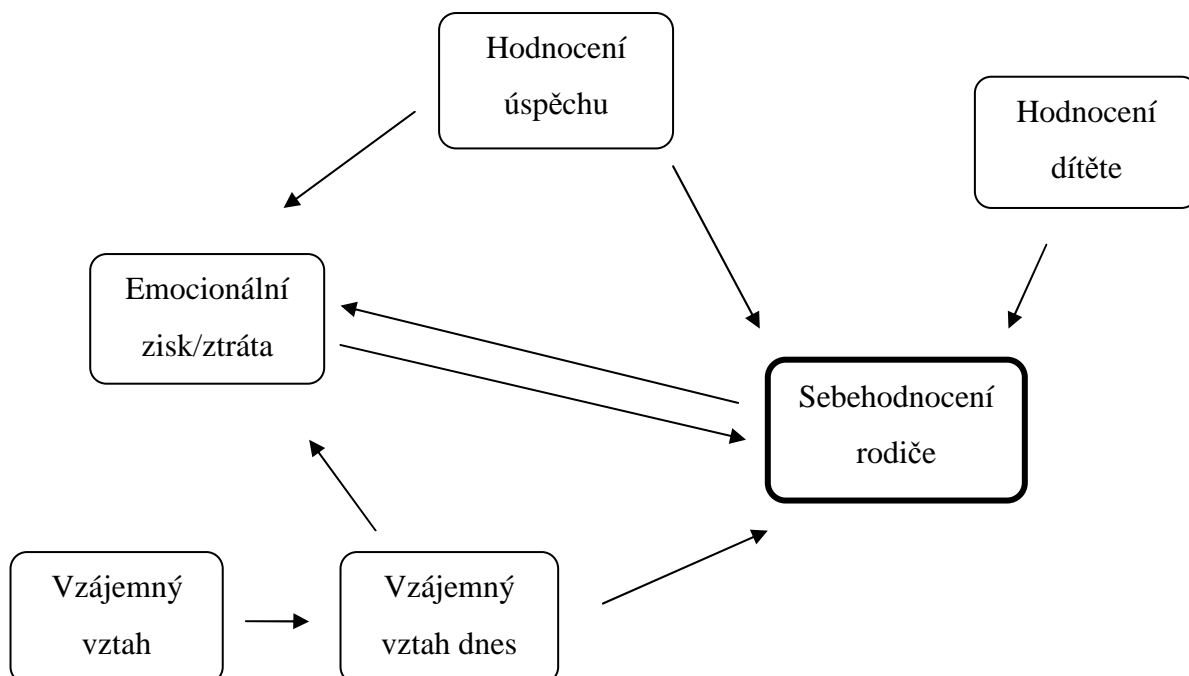 Hodnocení
úspěchu
Hodnocení
dítěte
Emocionální
zisk/ztráta
Sebehodnocení
rodiče
Vzájemný
vztah
Vzájemný
vztah dnes